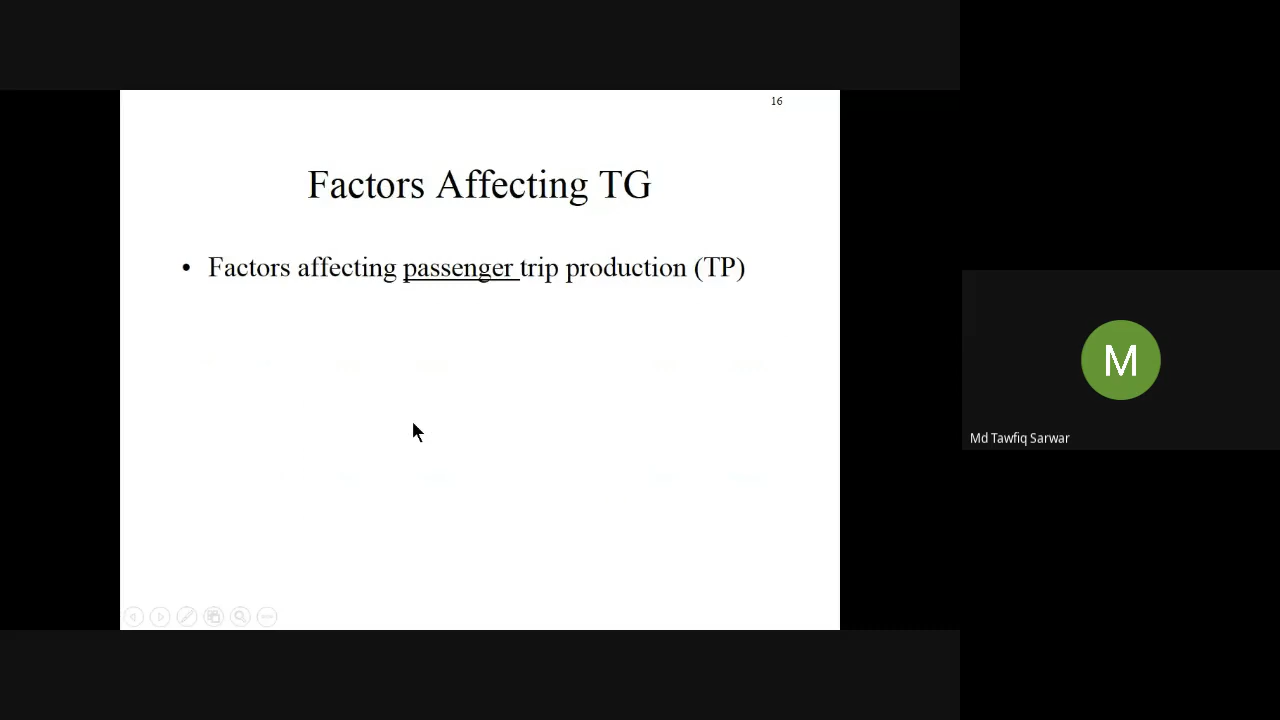 16
Factors Affecting TG
• Factors affecting passenger trip production (TP)
M
Md Tawfiq Sarwar